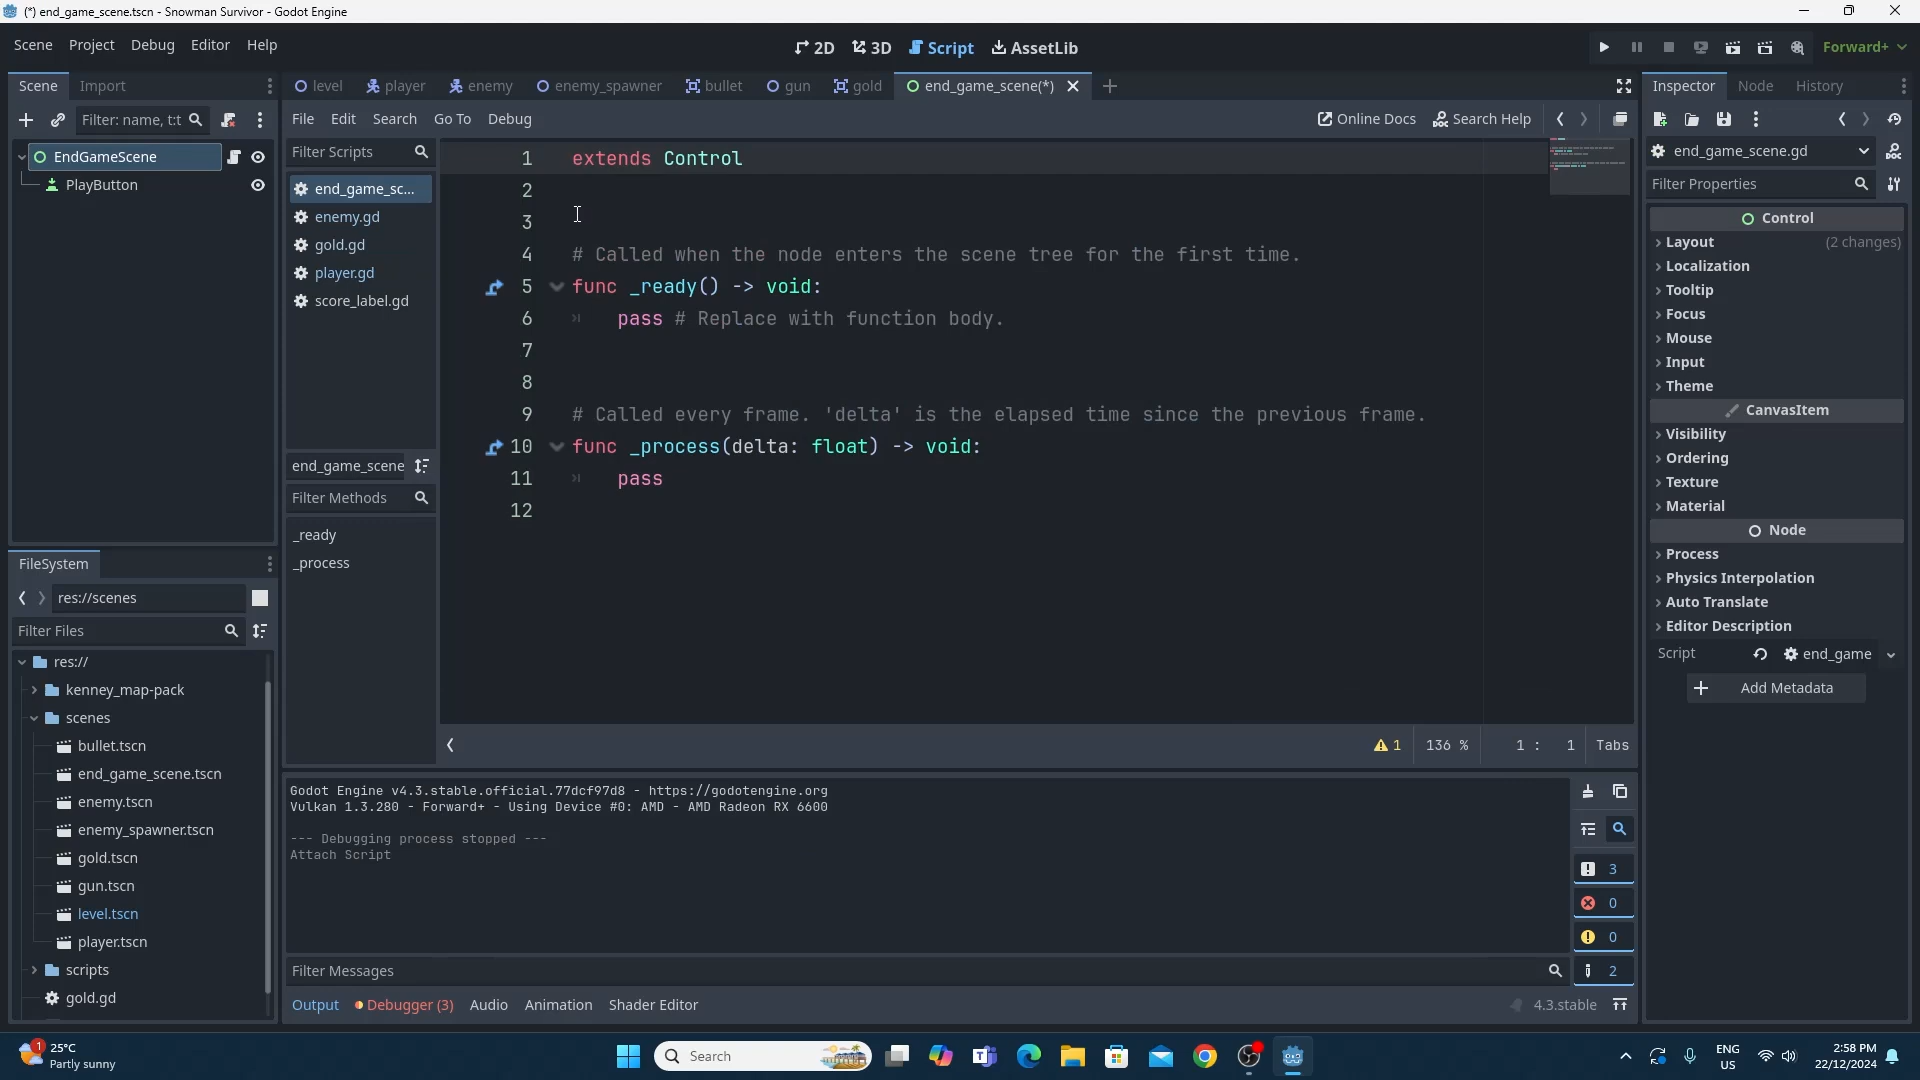 (*) end_game_scene.tscn - Snowman Survivor - Godot Engine
Scene Project Debug Editor Help
2D 3D Script AssetLib
Forward+
Scene Import
level player enemy enemy_spawner bullet gun gold end_game_scene(*)
Inspector Node History
Filter: name, t:t
File Edit Search Go To Debug
Online Docs Search Help
EndGameScene
PlayButton
Filter Scripts
end_game_sc...
enemy.gd
gold.gd
player.gd
score_label.gd
end_game_scene
Filter Methods
_ready
_process
1 extends Control
2
3
4 # Called when the node enters the scene tree for the first time.
5 func _ready() -> void:
6 pass # Replace with function body.
7
8
9 # Called every frame. 'delta' is the elapsed time since the previous frame.
10 func _process(delta: float) -> void:
11 pass
12
1 136 % 1 : 1 Tabs
end_game_scene.gd
Filter Properties
Control
Layout (2 changes)
Localization
Tooltip
Focus
Mouse
Input
Theme
CanvasItem
Visibility
Ordering
Texture
Material
Node
Process
Physics Interpolation
Auto Translate
Editor Description
Script end_game
Add Metadata
FileSystem
res://scenes
Filter Files
res://
kenney_map-pack
scenes
bullet.tscn
end_game_scene.tscn
enemy.tscn
enemy_spawner.tscn
gold.tscn
gun.tscn
level.tscn
player.tscn
scripts
gold.gd
Godot Engine v4.3.stable.official.77dcf97d8 - https://godotengine.org
Vulkan 1.3.280 - Forward+ - Using Device #0: AMD - AMD Radeon RX 6600
--- Debugging process stopped ---
Attach Script
3
0
0
2
Filter Messages
Output Debugger (3) Audio Animation Shader Editor
4.3.stable
1
25°C
Partly sunny
Search
ENG
US
2:58 PM
22/12/2024